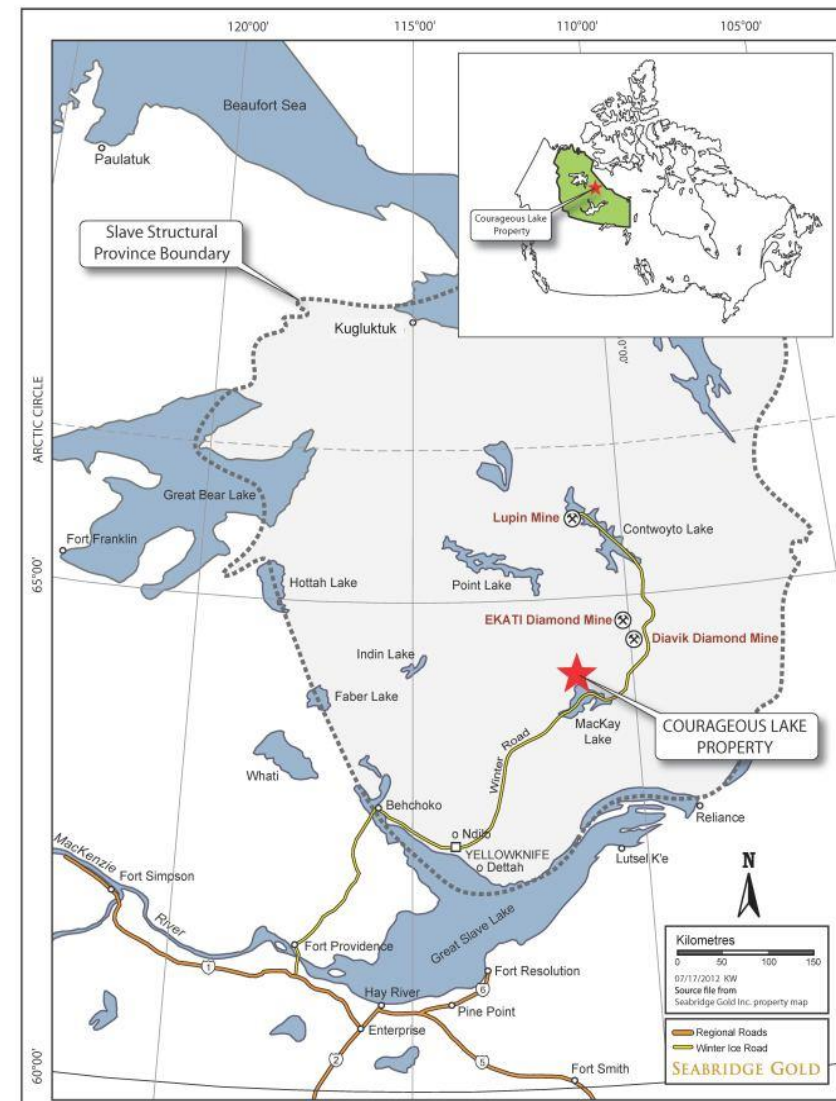 120°00'
115°00'
110°00'
105°00'
Beaufort Sea
Paulatuk
Courageous Lake
Property
Slave Structural
Province Boundary
Kugluktuk
ARCTIC CIRCLE
Great Bear Lake
Lupin Mine
Contwoyto Lake
Fort Franklin
65°00'
Hottah Lake
Point Lake
EKATI Diamond Mine
Diavik Diamond Mine
Indin Lake
Faber Lake
MacKay
Lake
COURAGEOUS LAKE
PROPERTY
Winter Road
Whati
Behchoko
Reliance
Ndilo
YELLOWKNIFE
Dettah
Lutsel K'e
MacKenzie
River
Fort Simpson
N
Great Slave Lake
Fort Providence
Kilometres
0 50 100 150
07/17/2012 KW
Source file from
Seabridge Gold Inc. property map
1
Fort Resolution
Hay River
6
Pine Point
Enterprise
2
5
Regional Roads
Winter Ice Road
SEABRIDGE GOLD
Fort Smith
60°00'